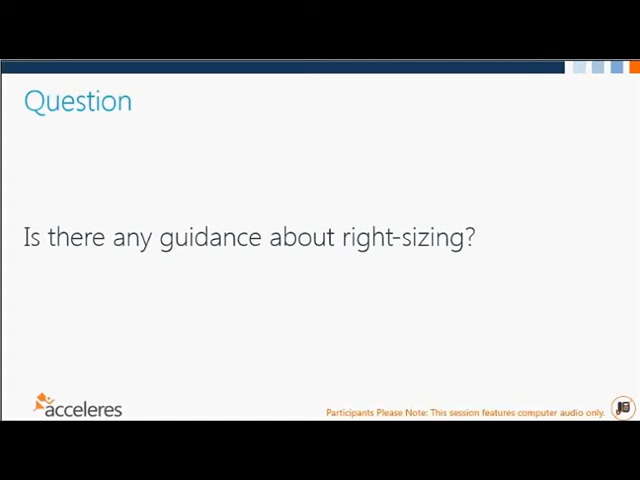 Question
Is there any guidance about right-sizing?
acceleres
Participants Please Note: This session features computer audio only.